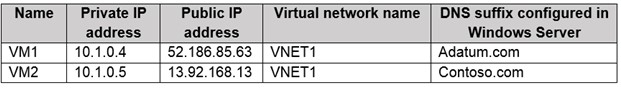 Name Private IP address Public IP address Virtual network name DNS suffix configured in Windows Server
VM1 10.1.0.4 52.186.85.63 VNET1 Adatum.com
VM2 10.1.0.5 13.92.168.13 VNET1 Contoso.com